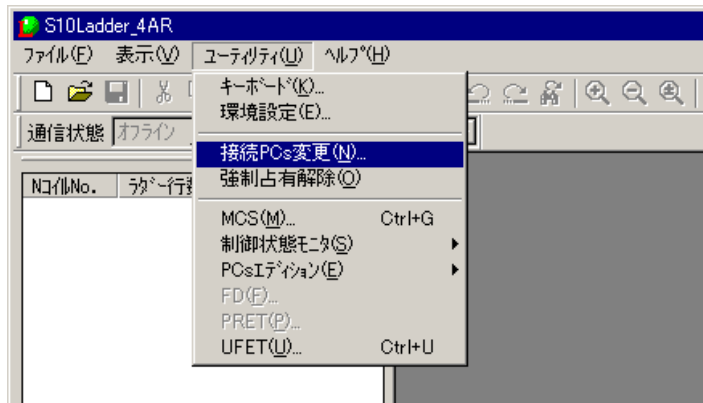 S10Ladder_4AR
ﾌｧｲﾙ(F) 表示(V) ﾕｰﾃｨﾘﾃｨ(U) ﾍﾙﾌﾟ(H)
ｷｰﾎﾞｰﾄﾞ(K)...
環境設定(E)...
通信状態 ｵﾌﾗｲﾝ
接続PCs変更(N)...
強制占有解除(O)
NｺｲﾙNo. ﾗﾀﾞｰ行数
MCS(M)... Ctrl+G
制御状態ﾓﾆﾀ(S)
PCsｴﾃﾞｨｼｮﾝ(E)
FD(F)...
PRET(P)...
UFET(U)... Ctrl+U